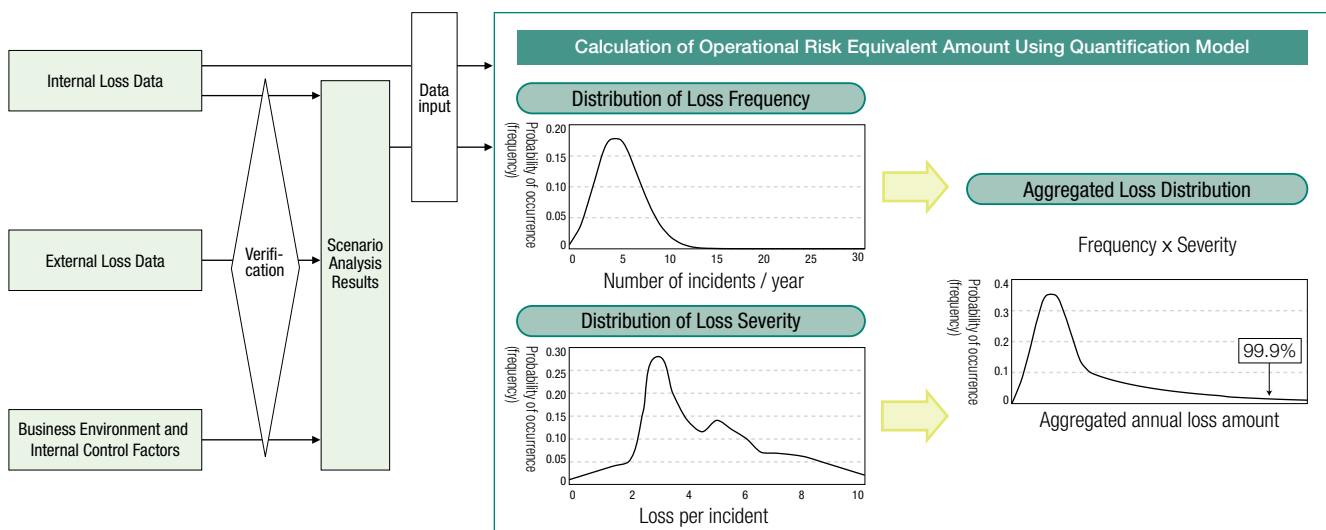 Internal Loss Data
External Loss Data
Business Environment and
Internal Control Factors
Verifi-
cation
Scenario
Analysis
Results
Data
input
Calculation of Operational Risk Equivalent Amount Using Quantification Model
Distribution of Loss Frequency
Probability of occurrence
(frequency)
0.20
0.15
0.10
0.05
0
0 5 10 15 20 25 30
Number of incidents / year
Distribution of Loss Severity
Probability of occurrence
(frequency)
0.30
0.25
0.20
0.15
0.10
0.05
0
0 2 4 6 8 10
Loss per incident
Aggregated Loss Distribution
Frequency x Severity
Probability of occurrence
(frequency)
0.4
0.3
0.2
0.1
0.0
99.9%
Aggregated annual loss amount